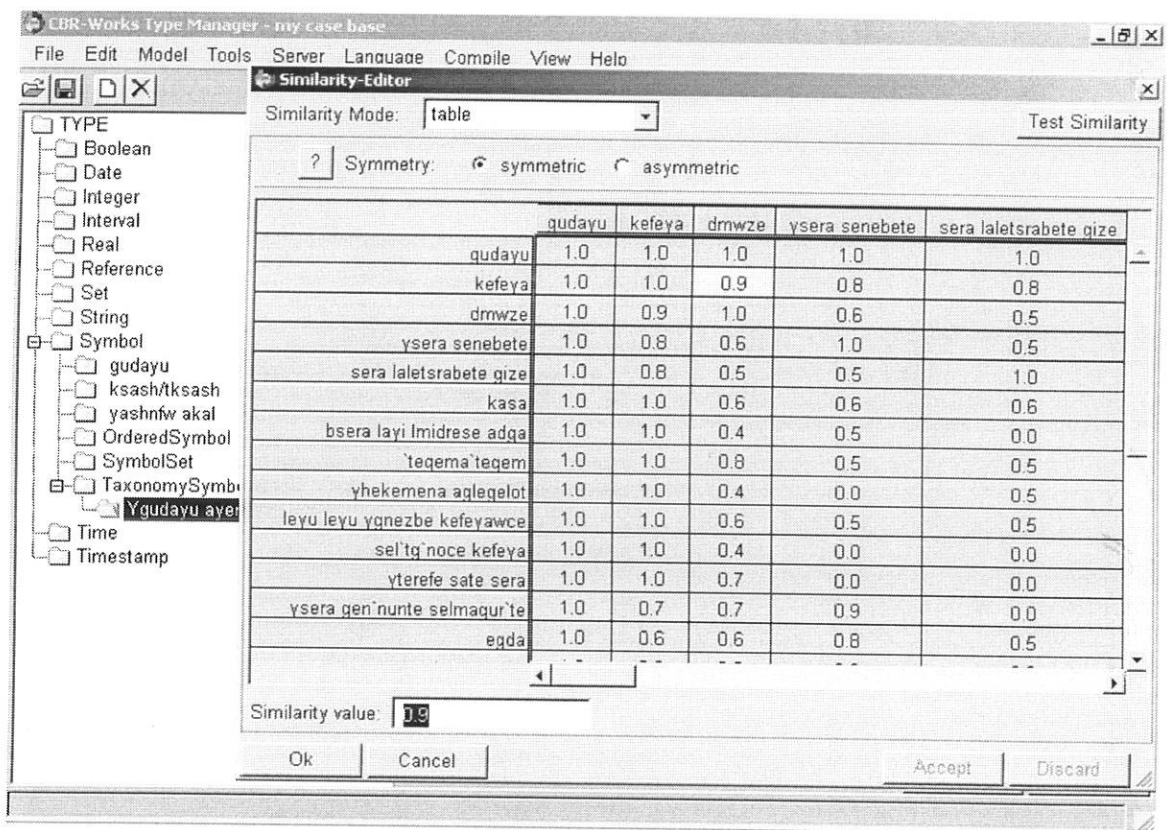 CBR-Works Type Manager - my case base
File Edit Model Tools Server Language Compile View Help
Similarity-Editor
Similarity Mode: table
Test Similarity
? Symmetry: symmetric asymmetric
TYPE
Boolean
Date
Integer
Interval
Real
Reference
Set
String
Symbol
gudayu
ksash/tksash
yashnfw akal
OrderedSymbol
SymbolSet
TaxonomySymb
Ygudayu ayer
Time
Timestamp
gudayu kefeya dmwze ysera senebete sera laletsrabete gize
gudayu 1.0 1.0 1.0 1.0 1.0
kefeya 1.0 1.0 0.9 0.8 0.8
dmwze 1.0 0.9 1.0 0.6 0.5
ysera senebete 1.0 0.8 0.6 1.0 0.5
sera laletsrabete gize 1.0 0.8 0.5 0.5 1.0
kasa 1.0 1.0 0.6 0.6 0.6
bsera layi lmidrese adga 1.0 1.0 0.4 0.5 0.0
`teqema`teqem 1.0 1.0 0.8 0.5 0.5
yhekemena aglegelot 1.0 1.0 0.4 0.0 0.5
leyu leyu ygnezbe kefeyawce 1.0 1.0 0.6 0.5 0.5
sel`tg`noce kefeya 1.0 1.0 0.4 0.0 0.0
yterefe sate sera 1.0 1.0 0.7 0.0 0.0
ysera gen`nunte selmaqur`te 1.0 0.7 0.7 0.9 0.0
egda 1.0 0.6 0.6 0.8 0.5
Similarity value: 0.9
Ok Cancel Accept Discard